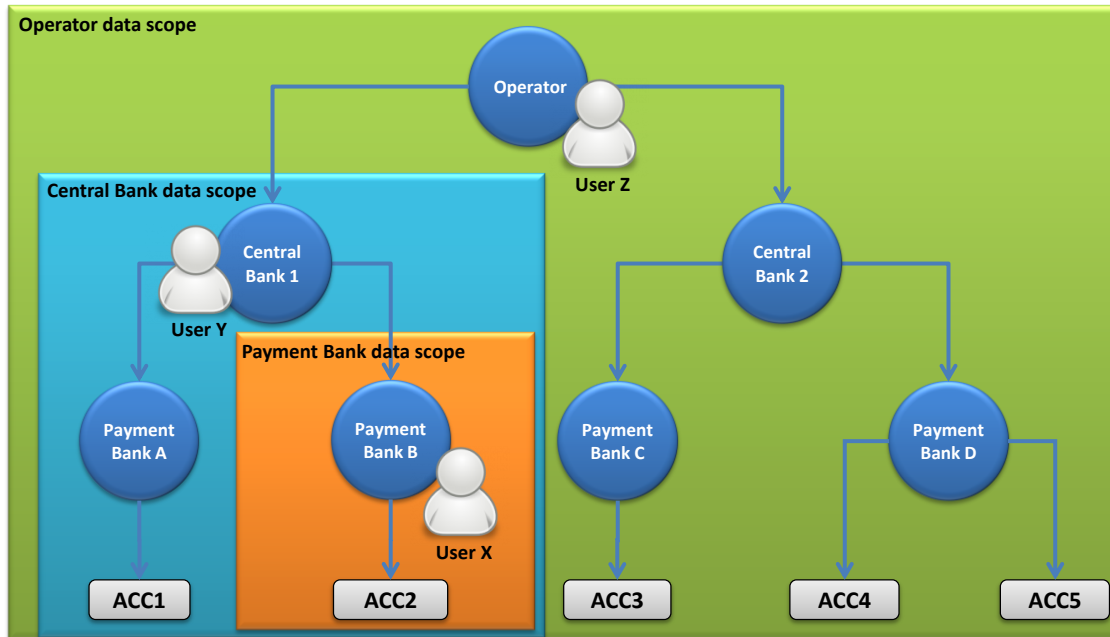 Operator data scope
Operator
User Z
Central Bank data scope
Central
Bank 1
User Y
Central
Bank 2
Payment Bank data scope
Payment
Bank A
Payment
Bank B
User X
Payment
Bank C
Payment
Bank D
ACC1
ACC2
ACC3
ACC4
ACC5